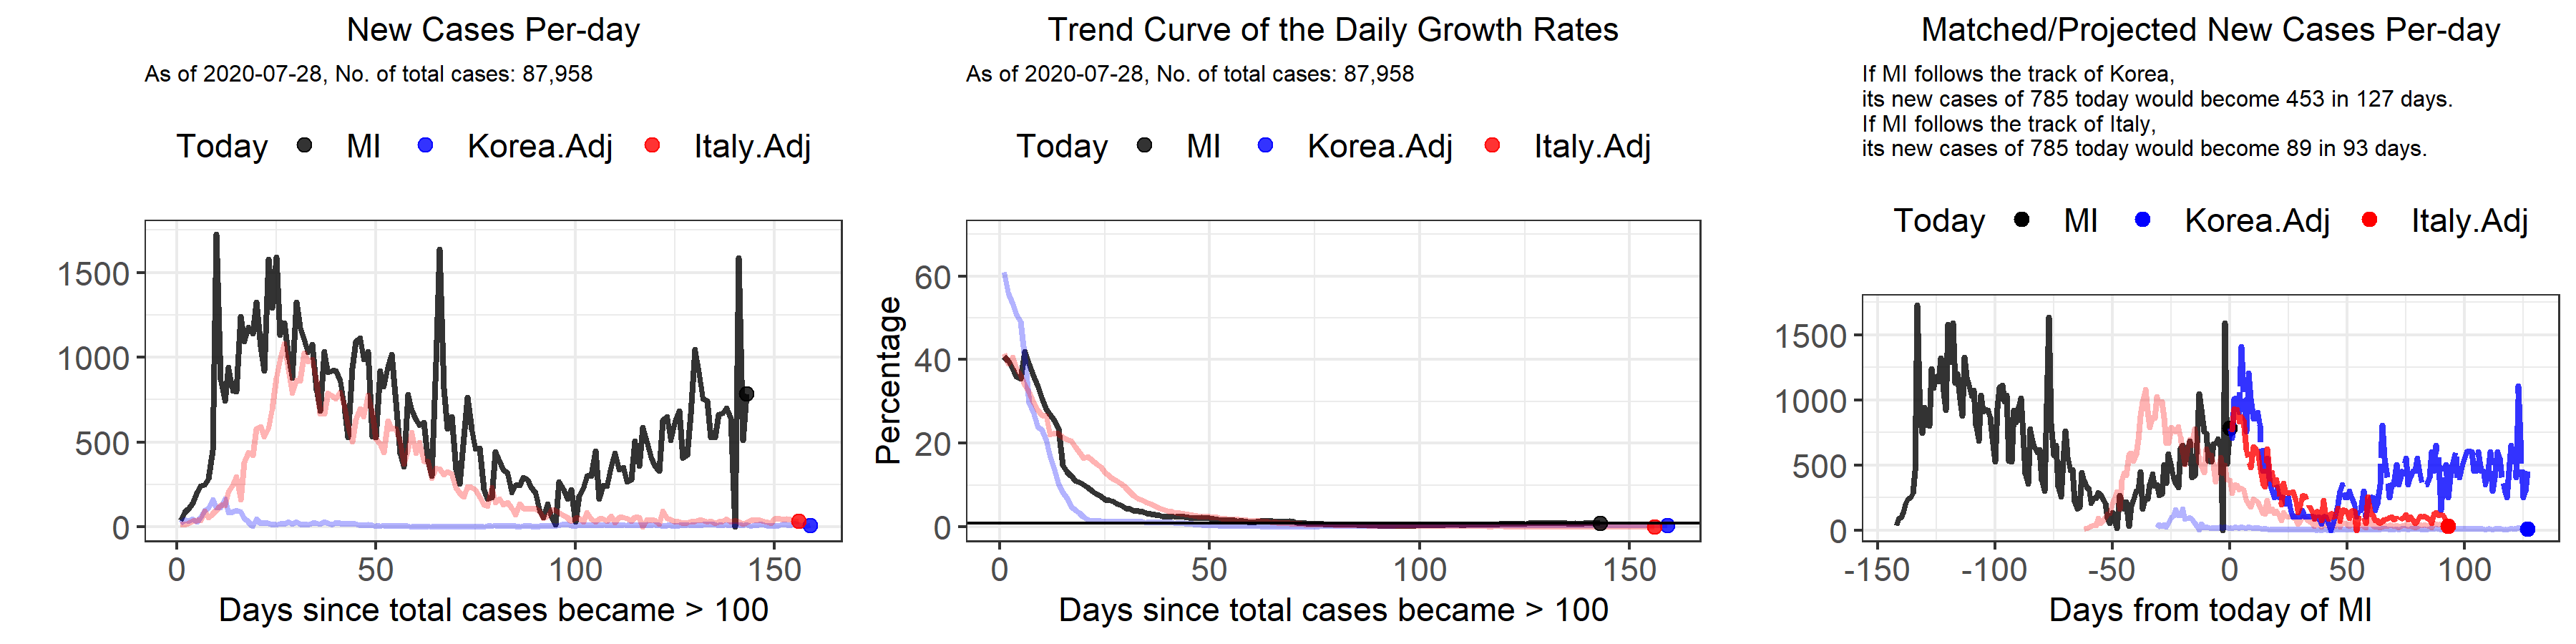 New Cases Per-day
As of 2020-07-28, No. of total cases: 87,958
Today MI Korea.Adj Italy.Adj
1500
1000
500
0
0 50 100 150
Days since total cases became > 100
Trend Curve of the Daily Growth Rates
As of 2020-07-28, No. of total cases: 87,958
Today MI Korea.Adj Italy.Adj
Percentage
60
40
20
0
0 50 100 150
Days since total cases became > 100
Matched/Projected New Cases Per-day
If MI follows the track of Korea,
its new cases of 785 today would become 453 in 127 days.
If MI follows the track of Italy,
its new cases of 785 today would become 89 in 93 days.
Today MI Korea.Adj Italy.Adj
1500
1000
500
0
-150 -100 -50 0 50 100
Days from today of MI